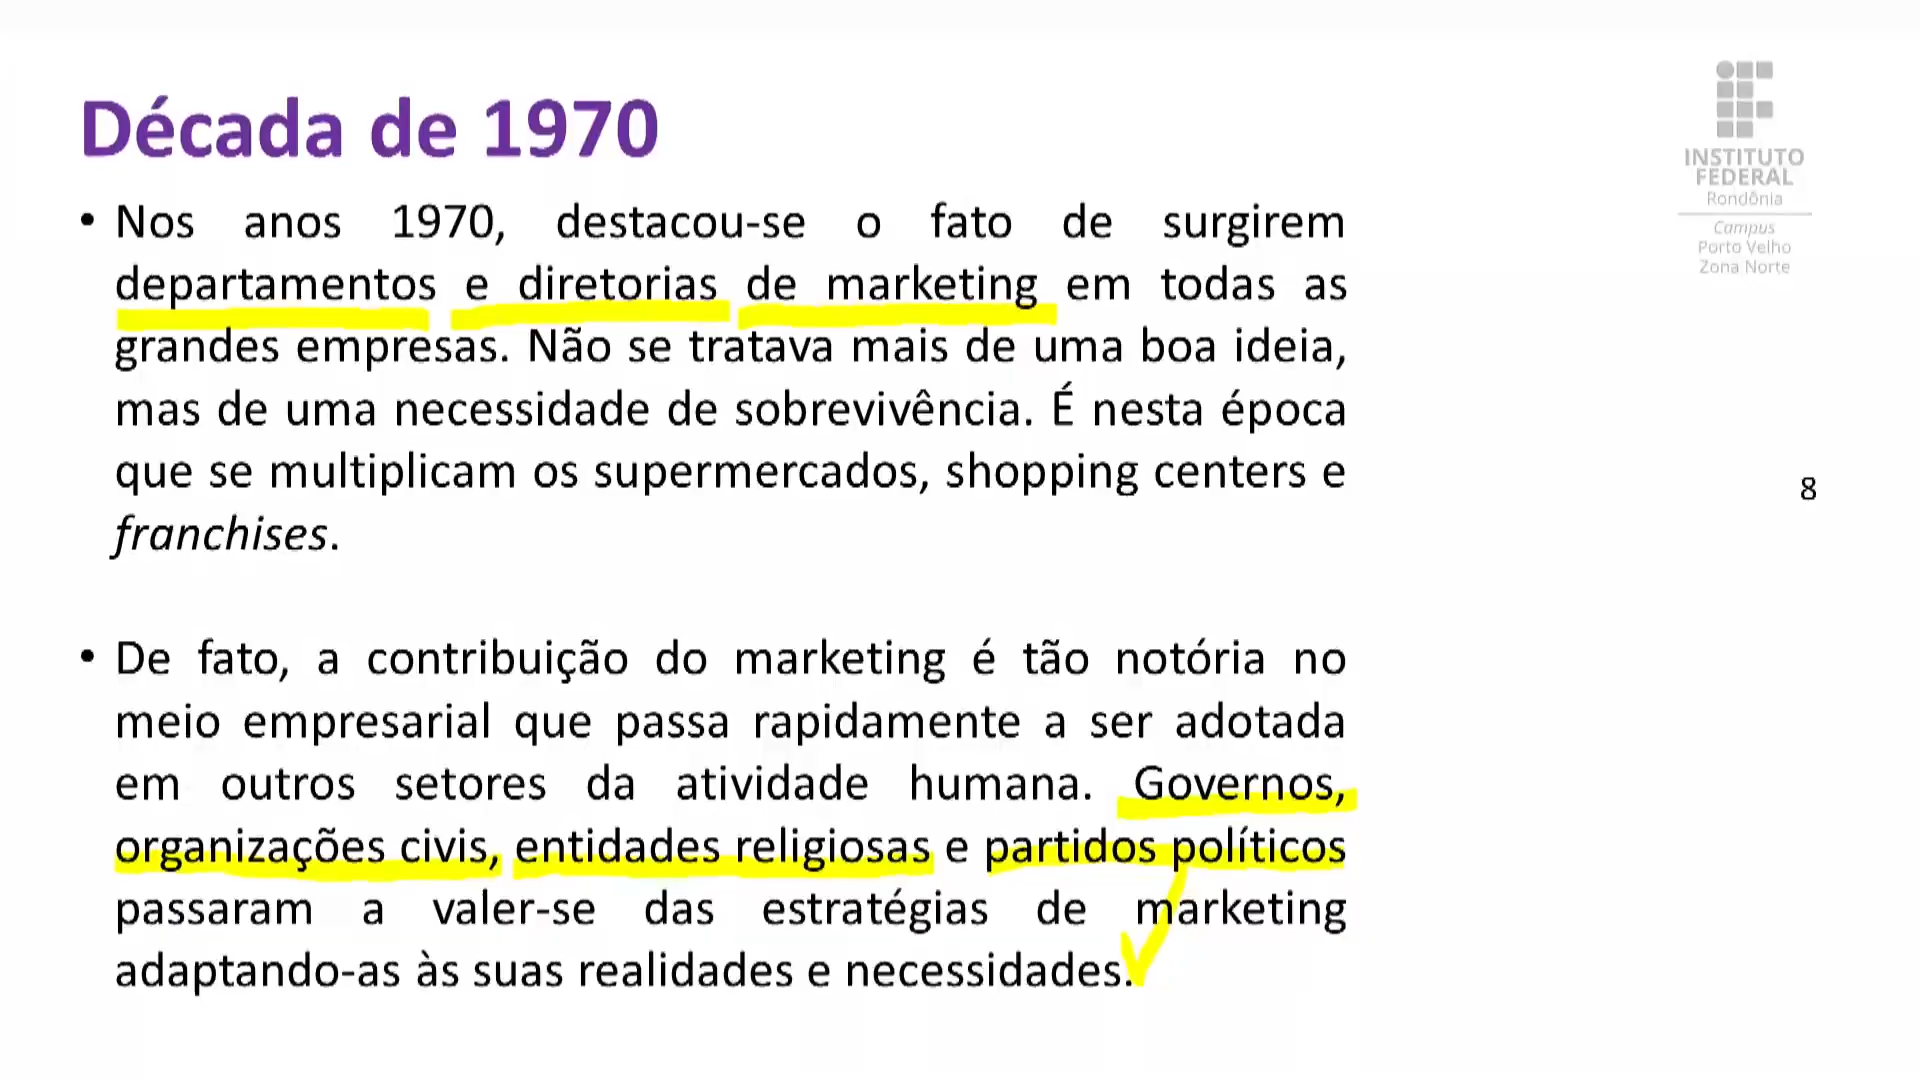 Década de 1970
• Nos anos 1970, destacou-se o fato de surgirem
departamentos e diretorias de marketing em todas as
grandes empresas. Não se tratava mais de uma boa ideia,
mas de uma necessidade de sobrevivência. É nesta época
que se multiplicam os supermercados, shopping centers e
franchises.
• De fato, a contribuição do marketing é tão notória no
meio empresarial que passa rapidamente a ser adotada
em outros setores da atividade humana. Governos,
organizações civis, entidades religiosas e partidos políticos
passaram a valer-se das estratégias de marketing
adaptando-as às suas realidades e necessidades.
INSTITUTO
FEDERAL
Rondônia
Campus
Porto Velho
Zona Norte
8